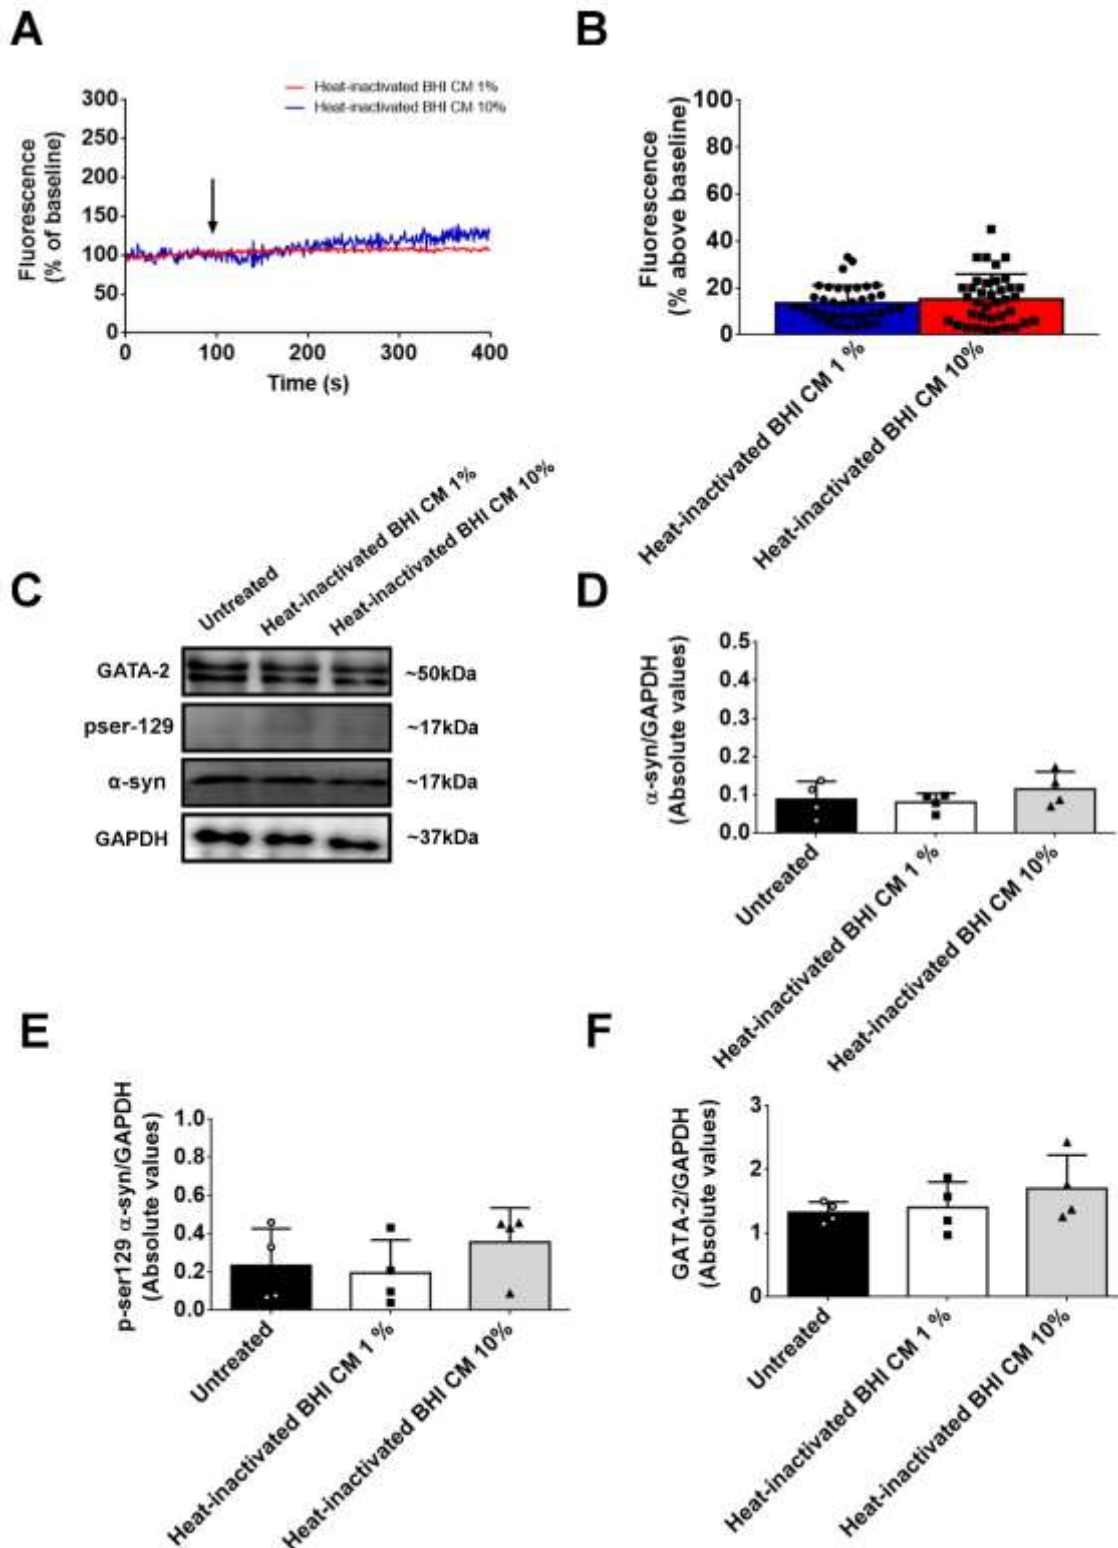 A
Heat-inactivated BHI CM 1%
Heat-inactivated BHI CM 10%
Fluorescence
(% of baseline)
300
250
200
150
100
50
0
0 100 200 300 400
Time (s)
B
Fluorescence
(% above baseline)
100
80
60
40
20
0
Heat-inactivated BHI CM 1 %
Heat-inactivated BHI CM 10%
C
Untreated
Heat-inactivated BHI CM 1%
Heat-inactivated BHI CM 10%
GATA-2 ~50kDa
pser-129 ~17kDa
α-syn ~17kDa
GAPDH ~37kDa
D
α-syn/GAPDH
(Absolute values)
0.5
0.4
0.3
0.2
0.1
0.0
Untreated
Heat-inactivated BHI CM 1 %
Heat-inactivated BHI CM 10%
E
p-ser129 α-syn/GAPDH
(Absolute values)
1.0
0.8
0.6
0.4
0.2
0.0
Untreated
Heat-inactivated BHI CM 1 %
Heat-inactivated BHI CM 10%
F
GATA-2/GAPDH
(Absolute values)
3
2
1
0
Untreated
Heat-inactivated BHI CM 1 %
Heat-inactivated BHI CM 10%